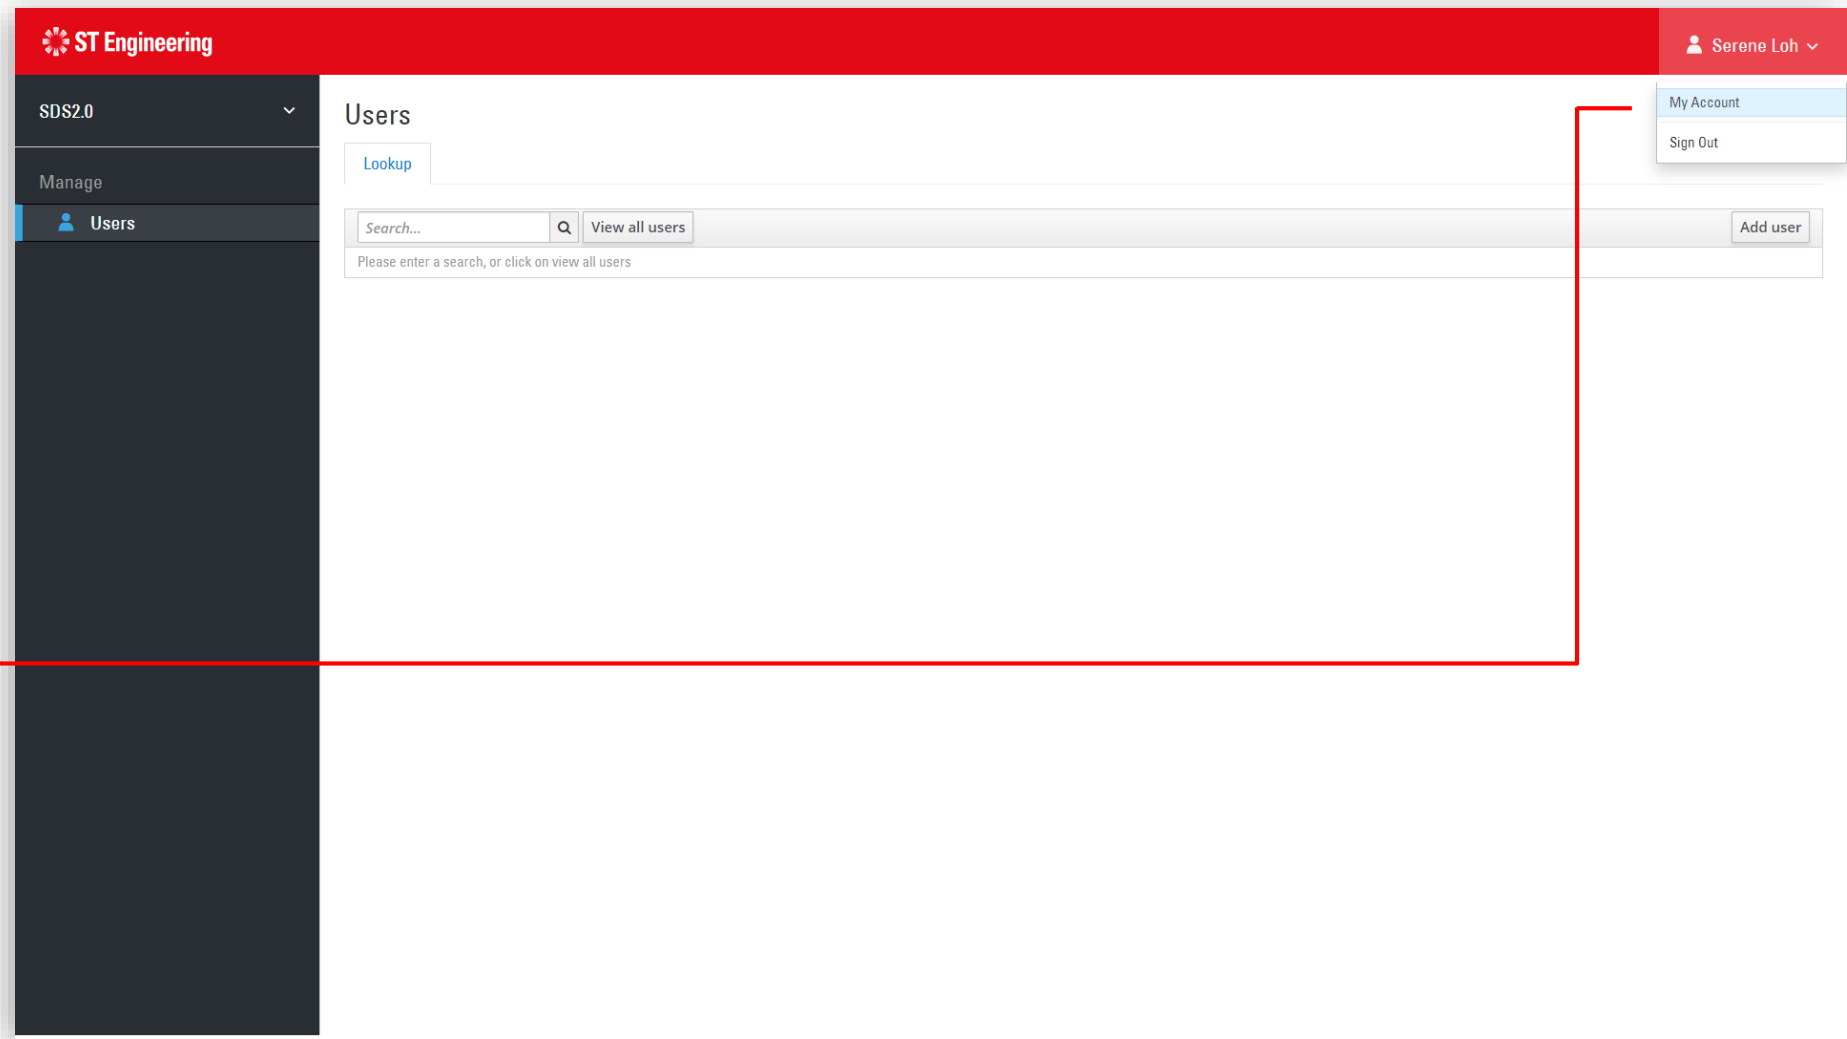 ST Engineering
Serene Loh
SDS2.0
Users
My Account
Sign Out
Lookup
Manage
Users
Search...
View all users
Add user
Please enter a search, or click on view all users